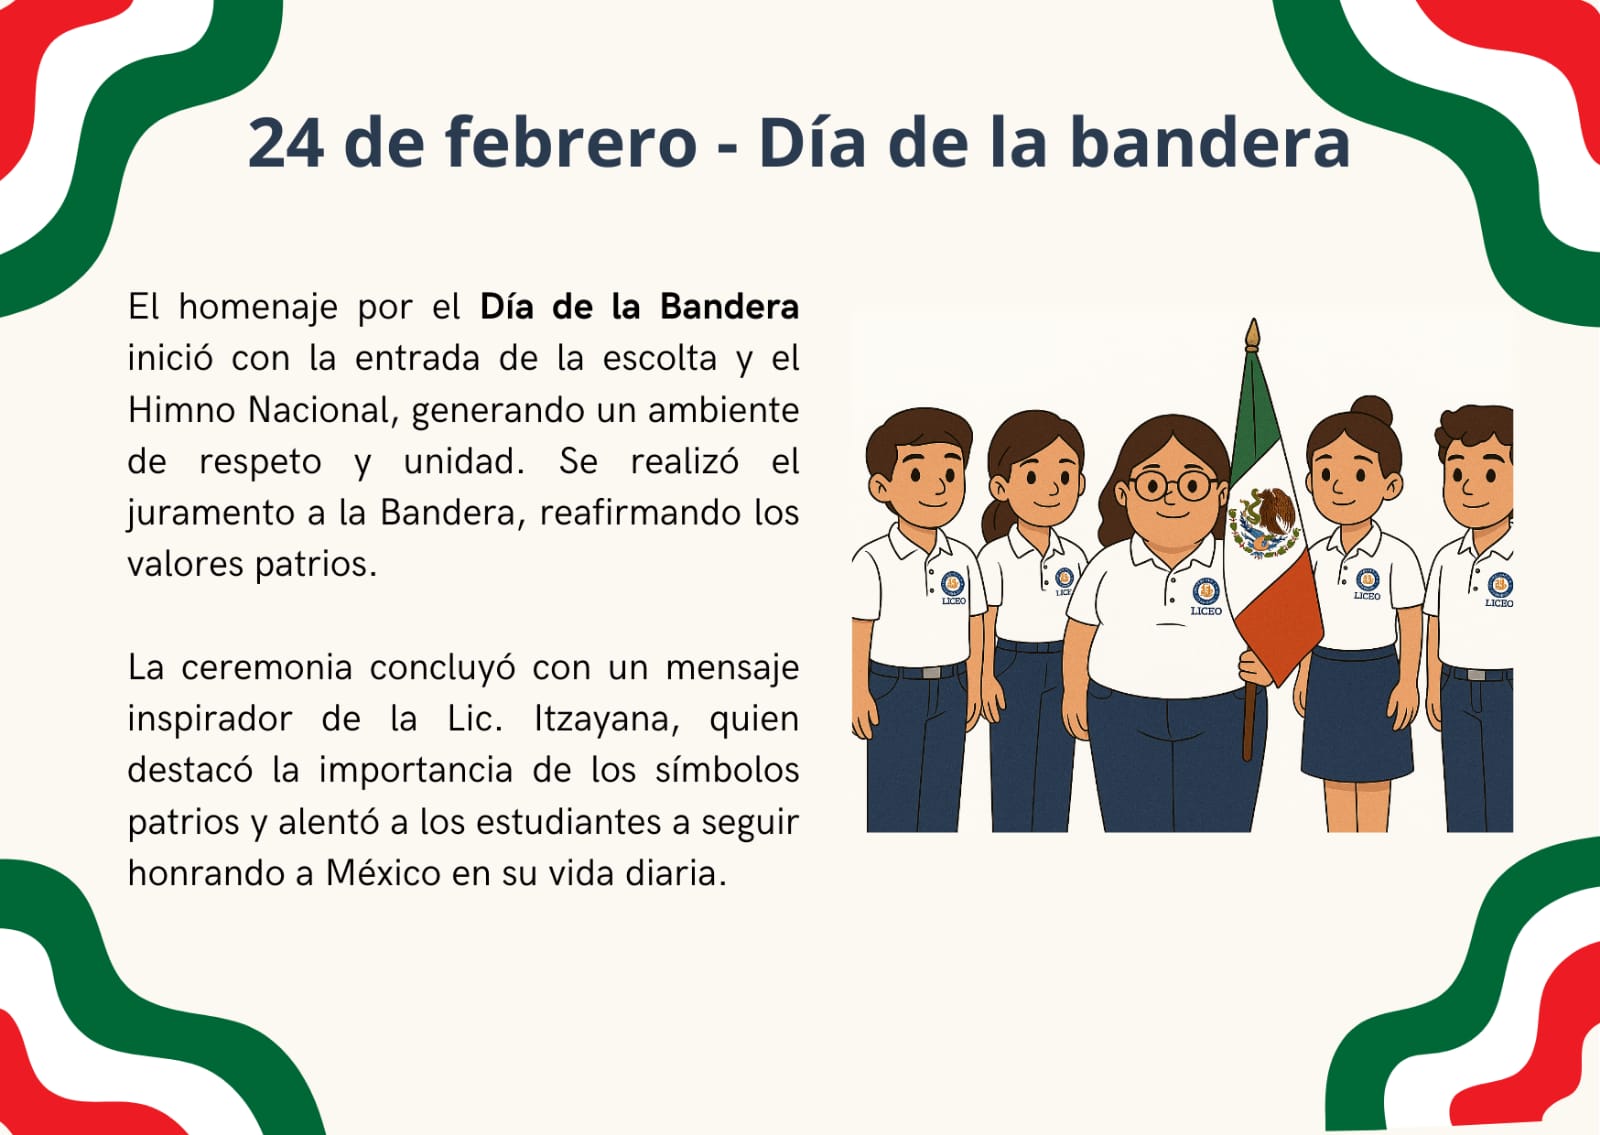 24 de febrero - Día de la bandera
El homenaje por el Día de la Bandera
inició con la entrada de la escolta y el
Himno Nacional, generando un ambiente
de respeto y unidad. Se realizó el
juramento a la Bandera, reafirmando los
valores patrios.
La ceremonia concluyó con un mensaje
inspirador de la Lic. Itzayana, quien
destacó la importancia de los símbolos
patrios y alentó a los estudiantes a seguir
honrando a México en su vida diaria.
LICEO
LICE
LICEO
LICEO
LICEO